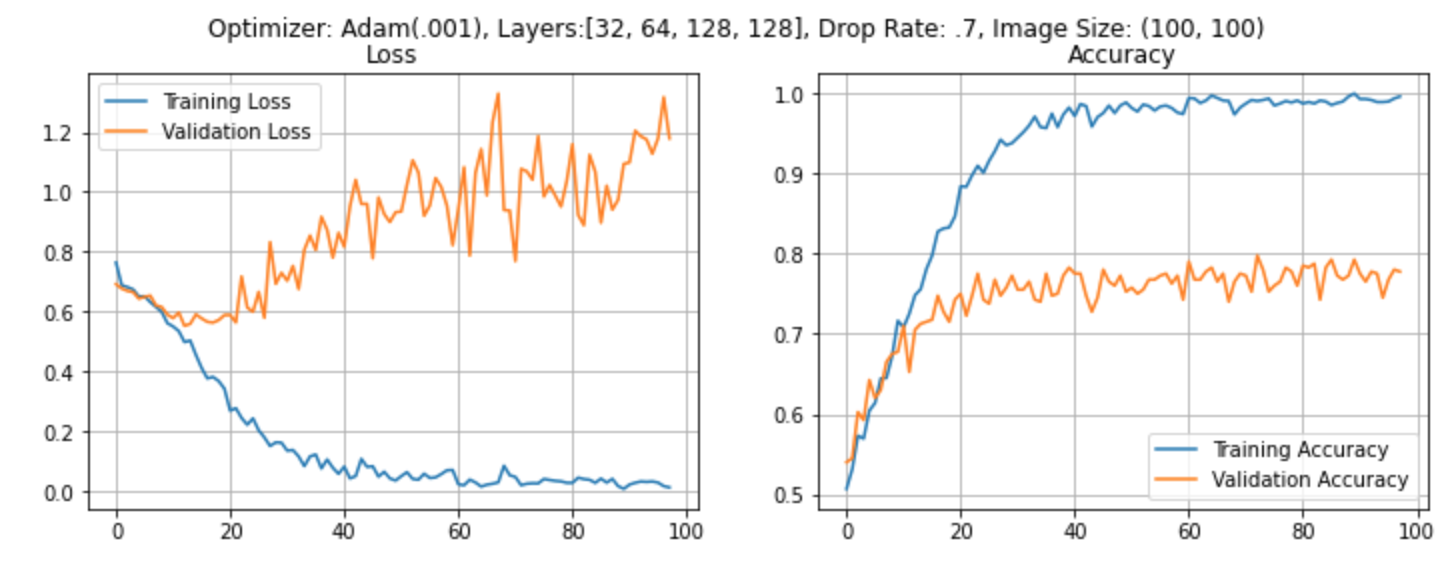 Optimizer: Adam(.001), Layers:[32, 64, 128, 128], Drop Rate: .7, Image Size: (100, 100)
Loss
Training Loss
Validation Loss
1.2
1.0
0.8
0.6
0.4
0.2
0.0
0 20 40 60 80 100
Accuracy
1.0
0.9
0.8
0.7
0.6
0.5
Training Accuracy
Validation Accuracy
0 20 40 60 80 100